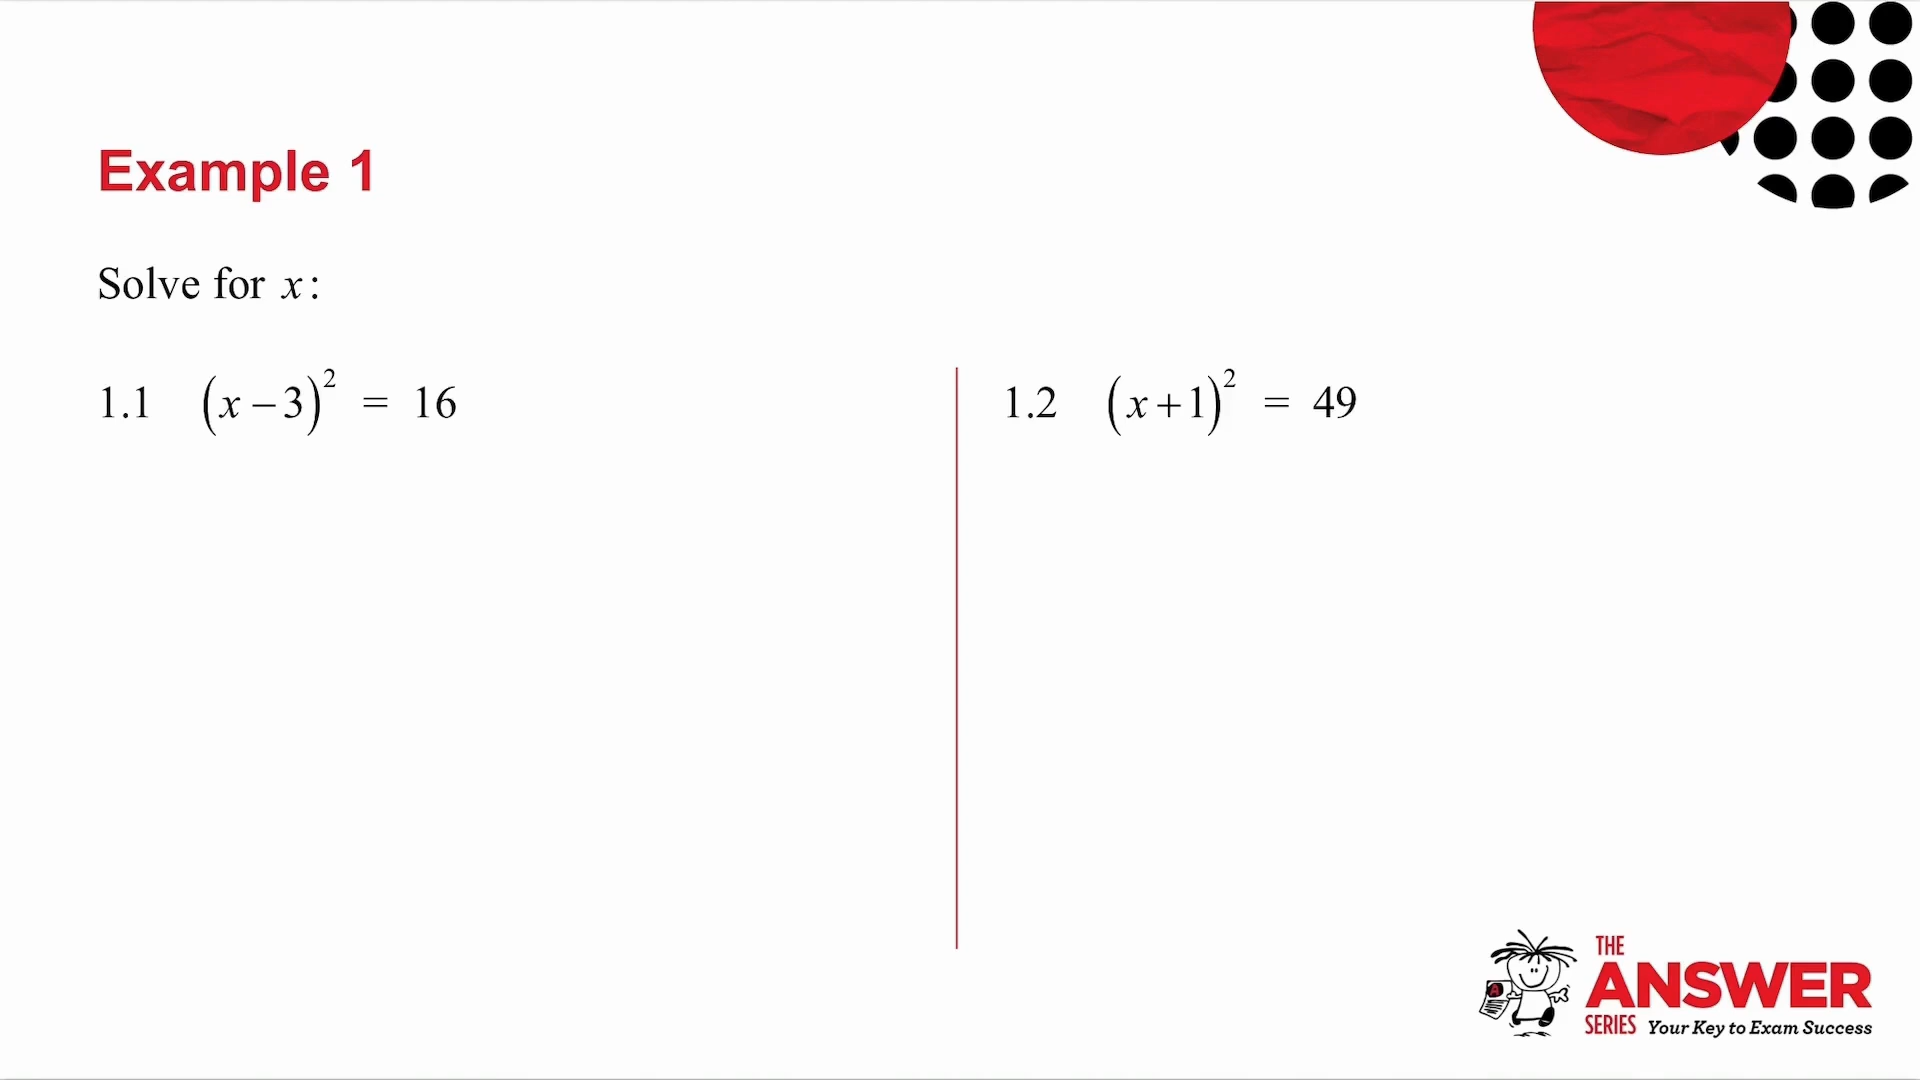 Example 1
Solve for x:
1.1 (x−3)² = 16
1.2 (x+1)² = 49
THE
ANSWER
SERIES Your Key to Exam Success
A